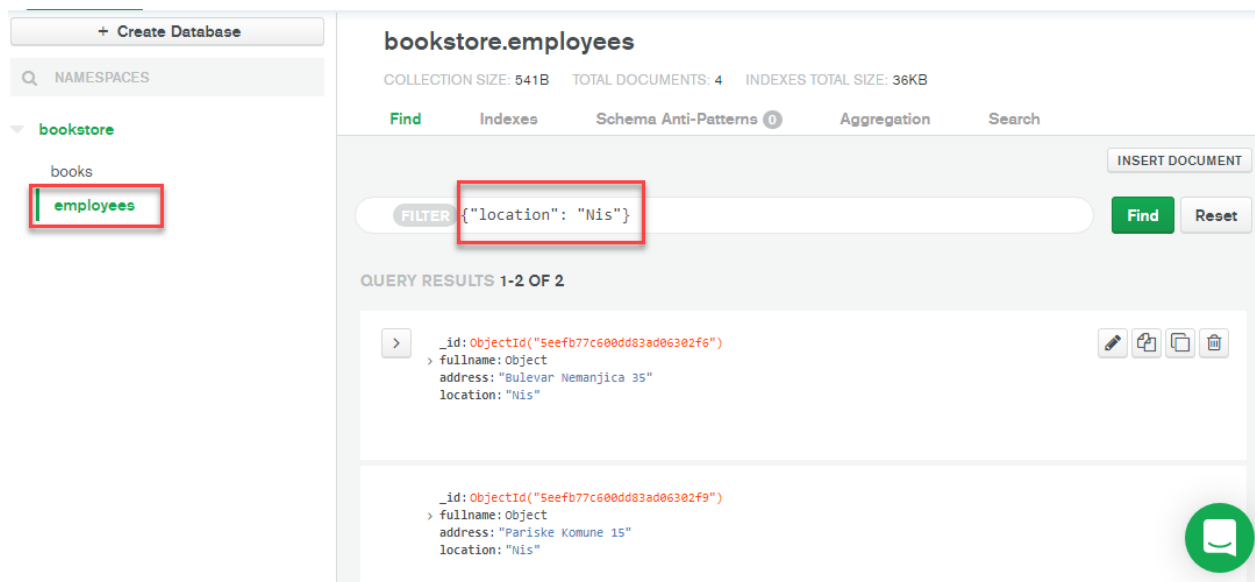 + Create Database
NAMESPACES
bookstore
books
employees
bookstore.employees
COLLECTION SIZE: 541B TOTAL DOCUMENTS: 4 INDEXES TOTAL SIZE: 36KB
Find Indexes Schema Anti-Patterns 0 Aggregation Search
INSERT DOCUMENT
FILTER {"location": "Nis"} Find Reset
QUERY RESULTS 1-2 OF 2
_id: ObjectId("5eefb77c600dd83ad06302f6")
> fullname: Object
address: "Bulevar Nemanjica 35"
location: "Nis"
_id: ObjectId("5eefb77c600dd83ad06302f9")
> fullname: Object
address: "Pariske Komune 15"
location: "Nis"